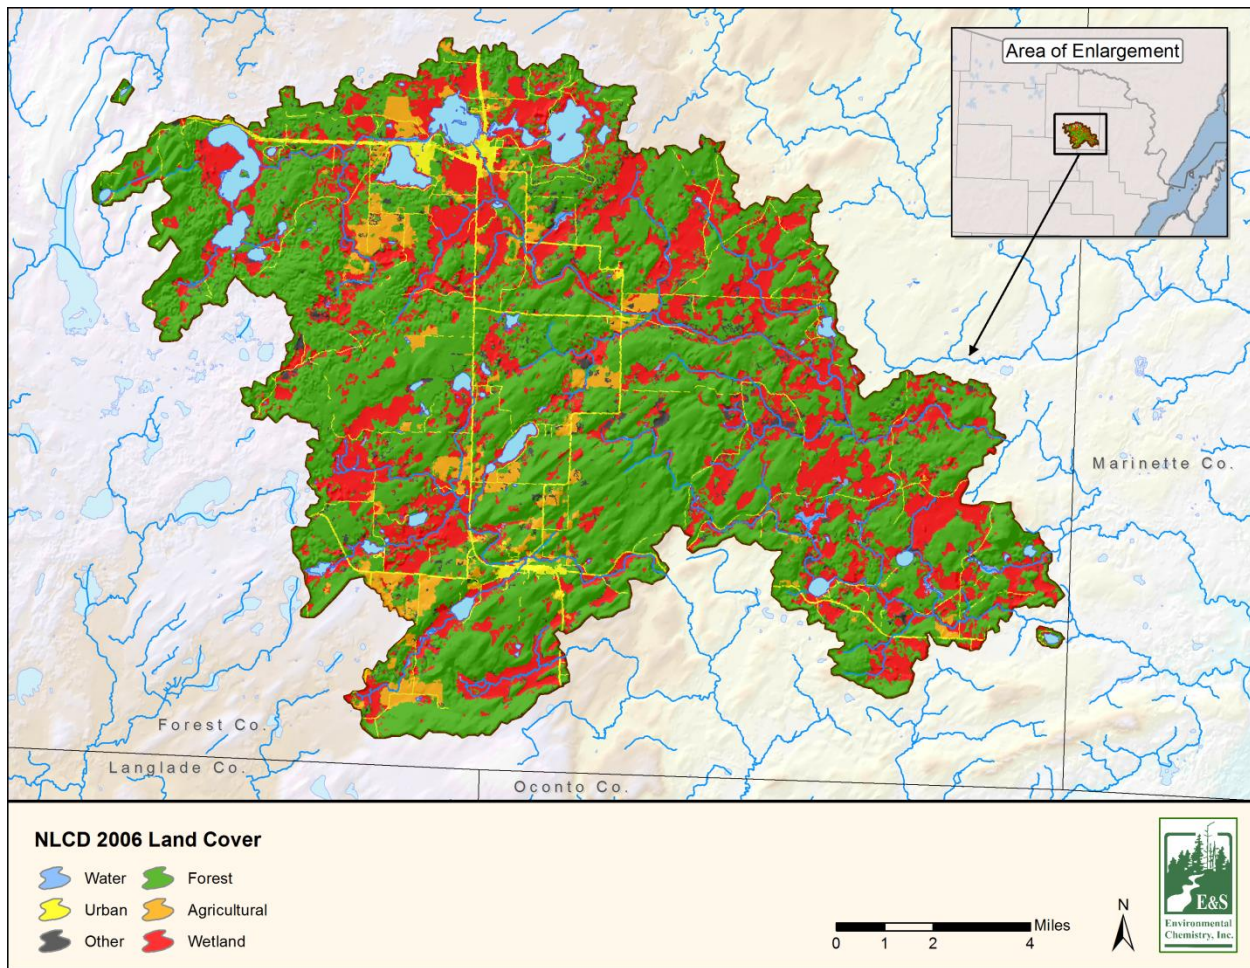 Area of Enlargement
Marinette Co.
Forest Co.
Langlade Co.
Oconto Co.
NLCD 2006 Land Cover
Water
Forest
Urban
Agricultural
Other
Wetland
0 1 2 4 Miles
N
E&S
Environmental
Chemistry, Inc.